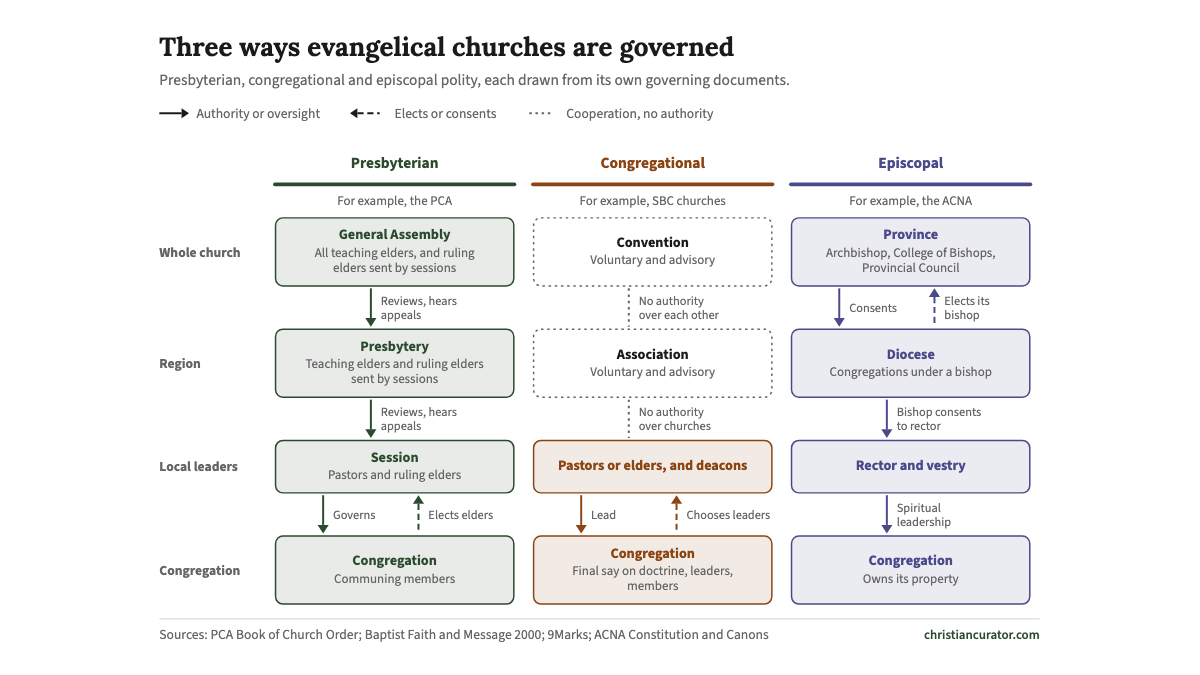 Three ways evangelical churches are governed
Presbyterian, congregational and episcopal polity, each drawn from its own governing documents.
Authority or oversight
Elects or consents
Cooperation, no authority
Presbyterian
Congregational
Episcopal
For example, the PCA
For example, SBC churches
For example, the ACNA
Whole church
General Assembly
All teaching elders, and ruling
elders sent by sessions
Convention
Voluntary and advisory
Province
Archbishop, College of Bishops,
Provincial Council
Reviews, hears
appeals
No authority
over each other
Consents
Elects its
bishop
Region
Presbytery
Teaching elders and ruling elders
sent by sessions
Association
Voluntary and advisory
Diocese
Congregations under a bishop
Reviews, hears
appeals
No authority
over churches
Bishop consents
to rector
Local leaders
Session
Pastors and ruling elders
Pastors or elders, and deacons
Rector and vestry
Governs
Elects elders
Lead
Chooses leaders
Spiritual
leadership
Congregation
Congregation
Communing members
Congregation
Final say on doctrine, leaders,
members
Congregation
Owns its property
Sources: PCA Book of Church Order; Baptist Faith and Message 2000; 9Marks; ACNA Constitution and Canons
christiancurator.com